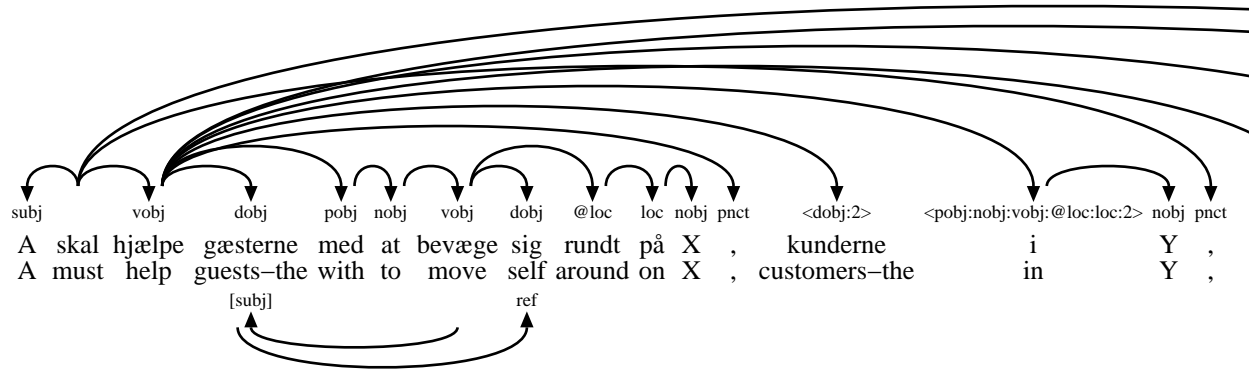 subj vobj dobj pobj nobj vobj dobj @loc loc nobj pnct <dobj:2> <pobj:nobj:vobj:@loc:loc:2> nobj pnct
A skal hjælpe gæsterne med at bevæge sig rundt på X , kunderne i Y ,
A must help guests–the with to move self around on X , customers–the in Y ,
[subj] ref